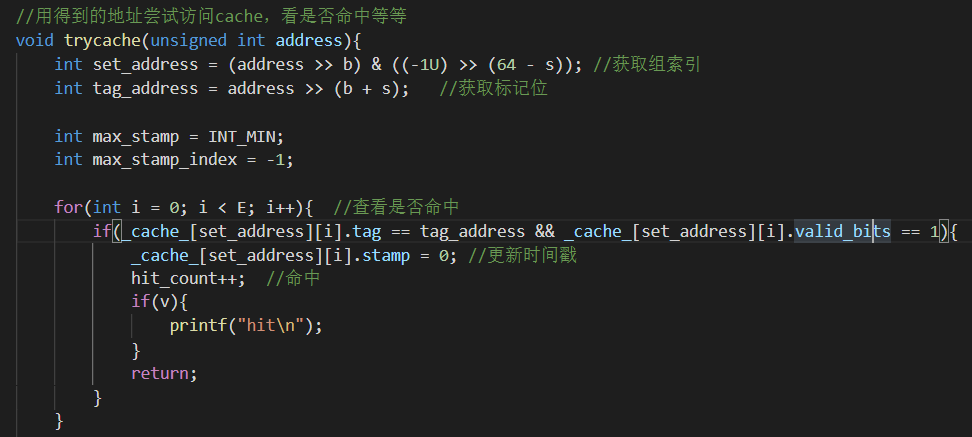 //用得到的地址尝试访问cache，看是否命中等等
void trycache(unsigned int address){
    int set_address = (address >> b) & ((-1U) >> (64 - s)); //获取组索引
    int tag_address = address >> (b + s);   //获取标记位

    int max_stamp = INT_MIN;
    int max_stamp_index = -1;

    for(int i = 0; i < E; i++){  //查看是否命中
        if(_cache_[set_address][i].tag == tag_address && _cache_[set_address][i].valid_bits == 1){
            _cache_[set_address][i].stamp = 0; //更新时间戳
            hit_count++;  //命中
            if(v){
                printf("hit\n");
            }
            return;
        }
    }